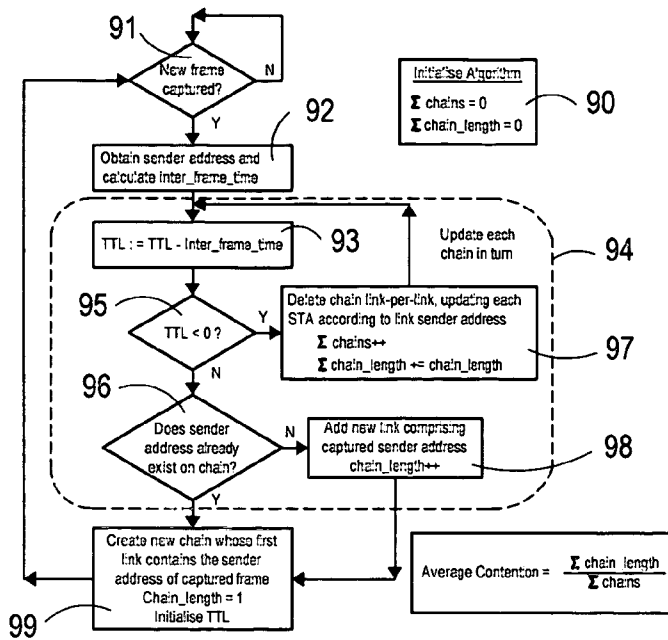 91
New frame
captured?
N
Y
92
Obtain sender address and
calculate Inter_frame_time
Initialise Algorithm
Σ chains = 0
Σ chain_length = 0
90
TTL : = TTL - Inter_frame_time
93
Update each
chain in turn
94
95
TTL < 0 ?
Y
N
Delete chain link-per-link, updating each
STA according to link sender address
Σ chains++
Σ chain_length += chain_length
97
96
Does sender
address already
exist on chain?
N
Y
Add new link comprising
captured sender address
chain_length++
98
Create new chain whose first
link contains the sender
address of captured frame
Chain_length = 1
Initialise TTL
99
Average Contention = Σ chain_length
Σ chains